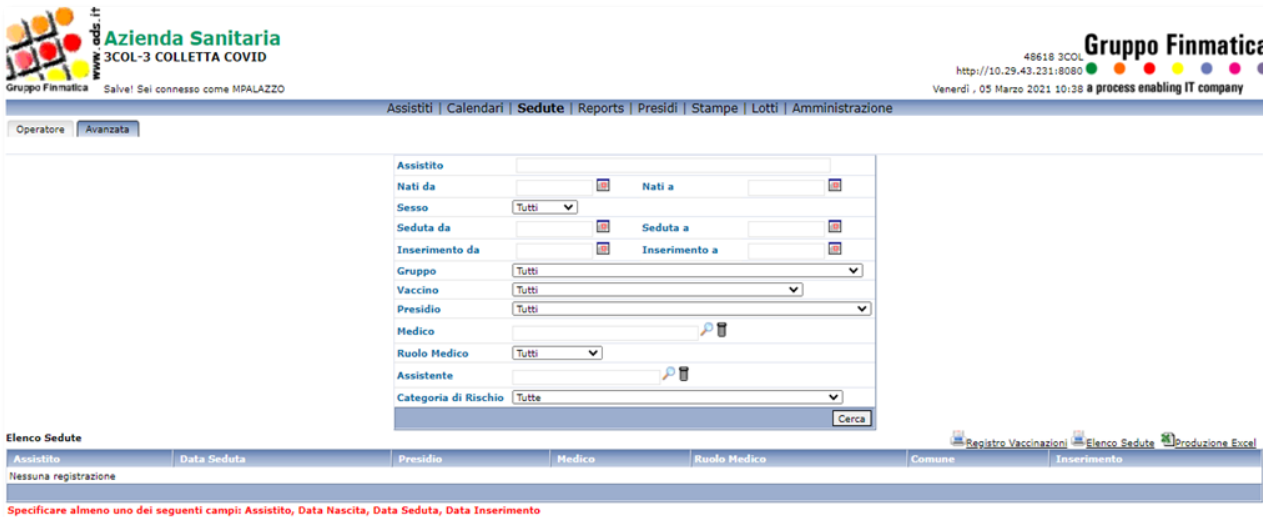 www.ads.it
Azienda Sanitaria
3COL-3 COLLETTA COVID
Gruppo Finmatica
Salve! Sei connesso come MPALAZZO
48618 3COL
http://10.29.43.231:8080
Venerdì , 05 Marzo 2021 10:38
Gruppo Finmatica
a process enabling IT company
Assistiti | Calendari | Sedute | Reports | Presidi | Stampe | Lotti | Amministrazione
Operatore Avanzata
Assistito
Nati da Nati a
Sesso Tutti
Seduta da Seduta a
Inserimento da Inserimento a
Gruppo Tutti
Vaccino Tutti
Presidio Tutti
Medico
Ruolo Medico Tutti
Assistente
Categoria di Rischio Tutte
Cerca
Elenco Sedute
Registro Vaccinazioni Elenco Sedute Produzione Excel
Assistito Data Seduta Presidio Medico Ruolo Medico Comune Inserimento
Nessuna registrazione
Specificare almeno uno dei seguenti campi: Assistito, Data Nascita, Data Seduta, Data Inserimento